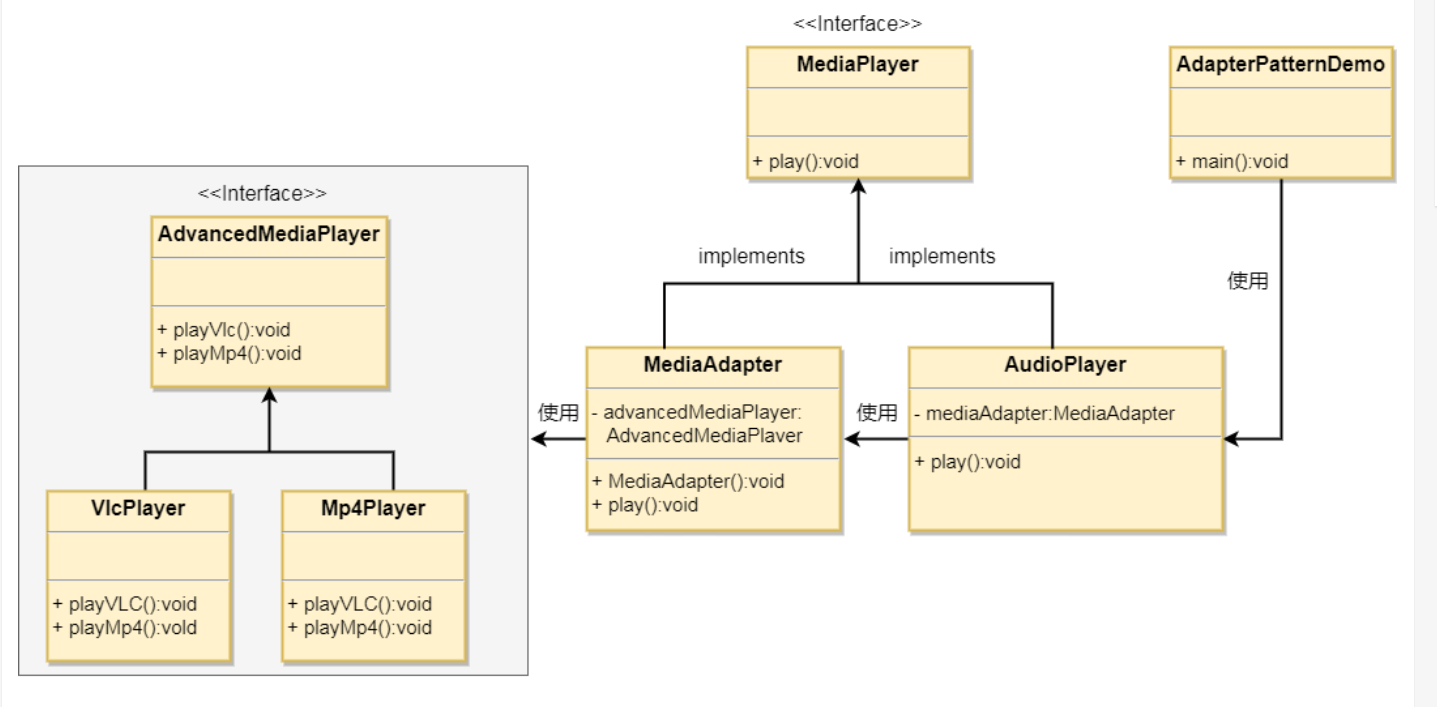 <<Interface>>
MediaPlayer
+ play():void
AdapterPatternDemo
+ main():void
<<Interface>>
AdvancedMediaPlayer
+ playVlc():void
+ playMp4():void
implements
implements
使用
VlcPlayer
+ playVLC():void
+ playMp4():vold
Mp4Player
+ playVLC():void
+ playMp4():void
使用
MediaAdapter
- advancedMediaPlayer:
AdvancedMediaPlaver
+ MediaAdapter():void
+ play():void
使用
AudioPlayer
- mediaAdapter:MediaAdapter
+ play():void